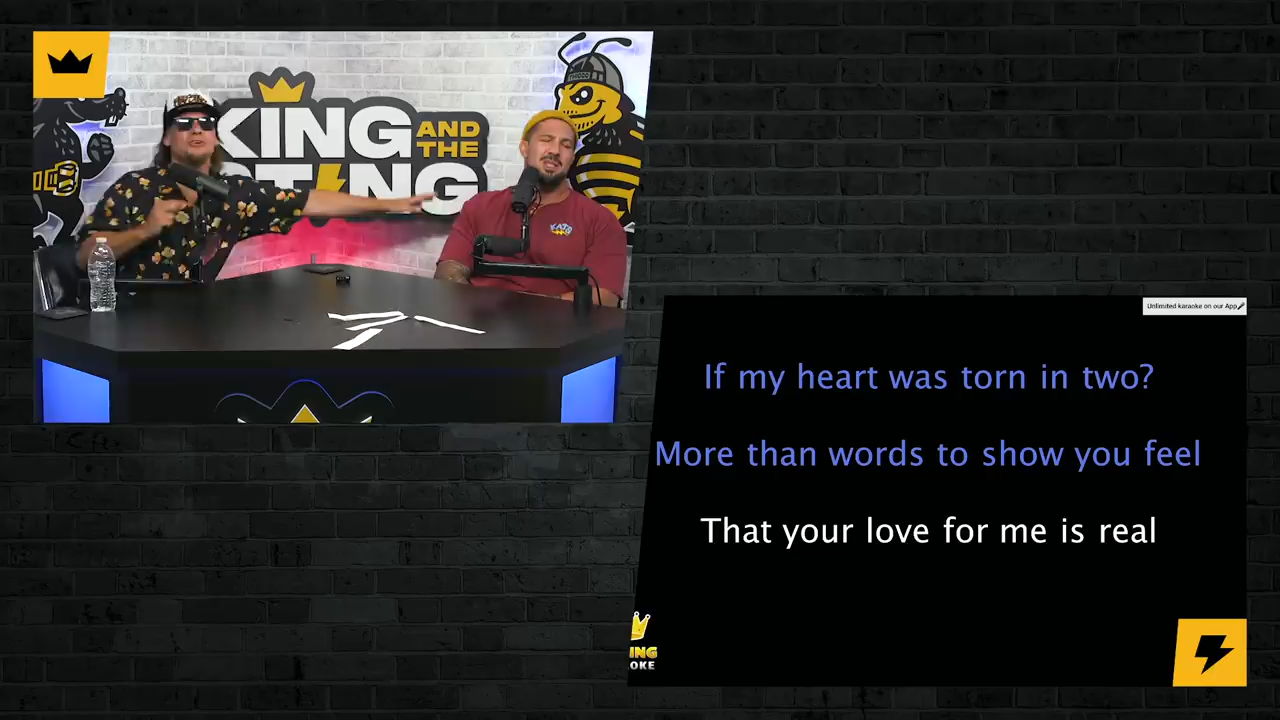 KING AND THE STING
Unlimited karaoke on our App
If my heart was torn in two?
More than words to show you feel
That your love for me is real
ING
OKE